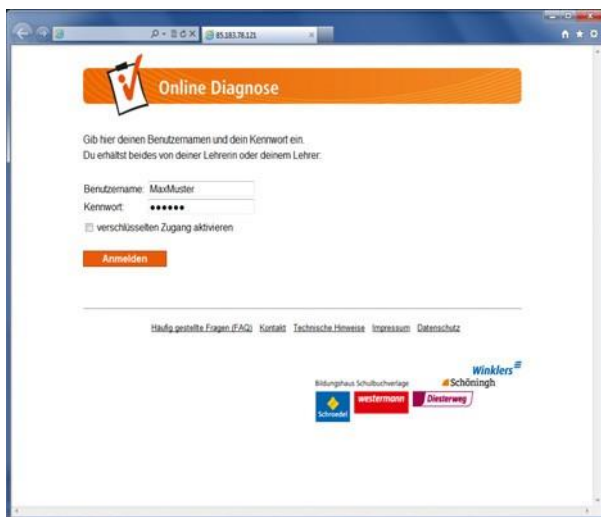 85.183.76.121
Online Diagnose
Gib hier deinen Benutzernamen und dein Kennwort ein.
Du erhältst beides von deiner Lehrerin oder deinem Lehrer.
Benutzername: MaxMuster
Kennwort: ••••••
verschlüsselten Zugang aktivieren
Anmelden
Häufig gestellte Fragen (FAQ) Kontakt Technische Hinweise Impressum Datenschutz
Winklers
Bildungshaus Schulbuchverlage Schöningh
Schroedel westermann Diesterweg